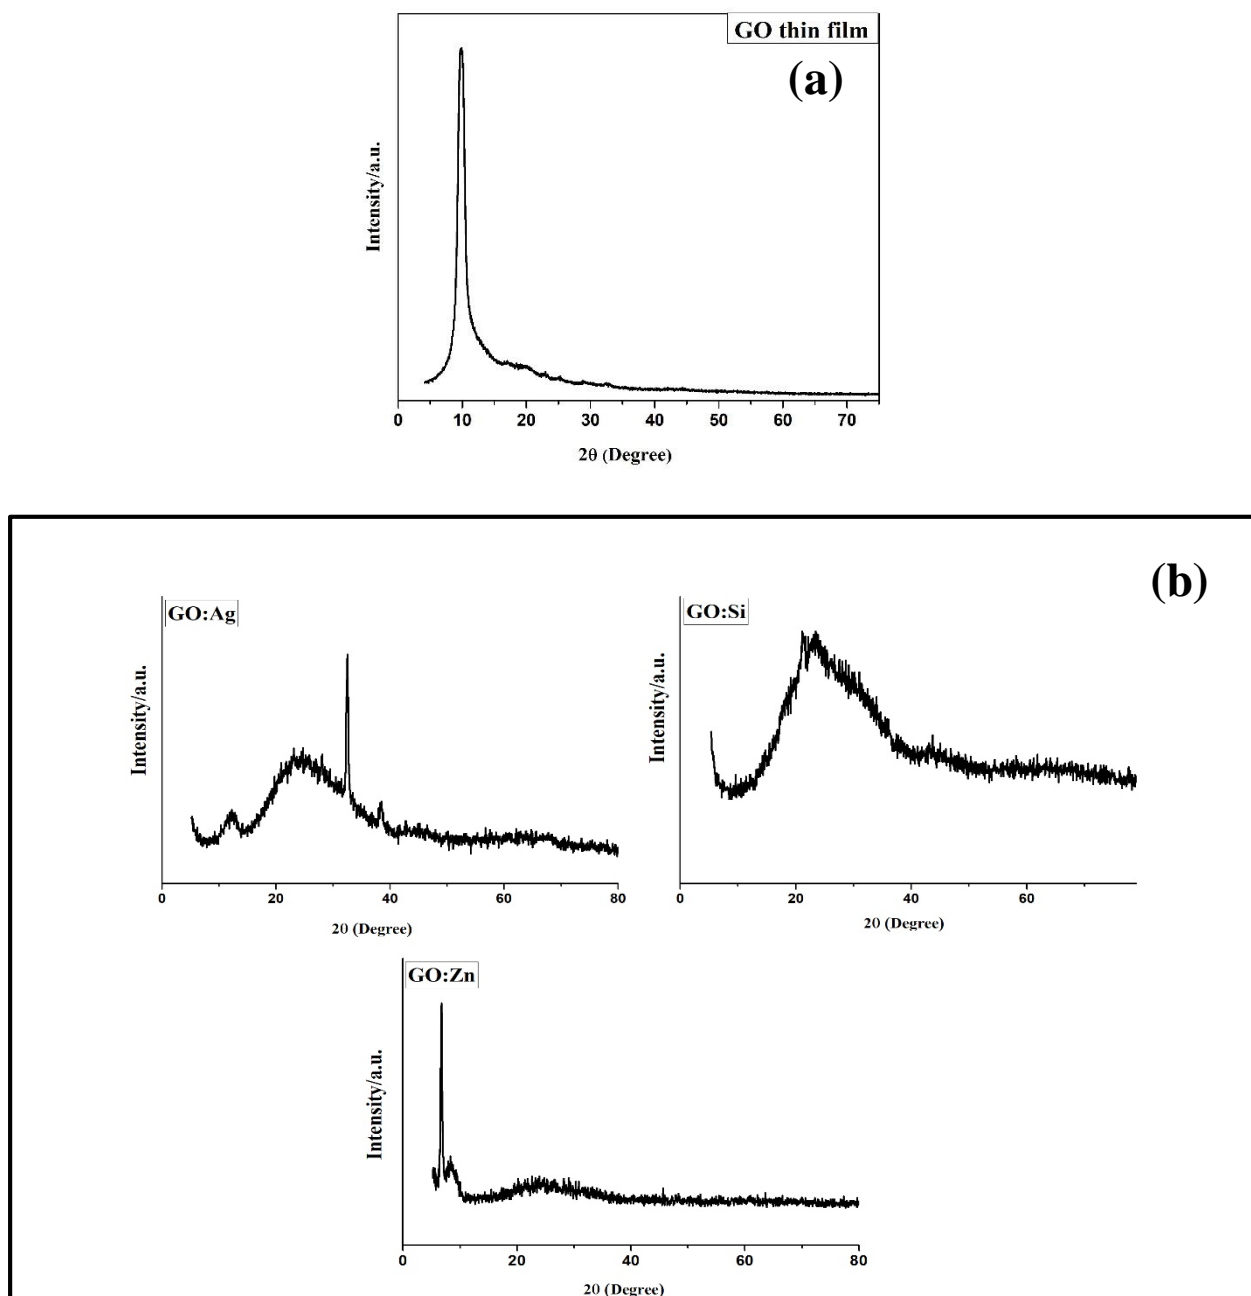 GO thin film
(a)
Intensity/a.u.
0 10 20 30 40 50 60 70
2θ (Degree)
(b)
GO:Ag
Intensity/a.u.
0 20 40 60 80
2θ (Degree)
GO:Si
Intensity/a.u.
0 20 40 60
2θ (Degree)
GO:Zn
Intensity/a.u.
0 20 40 60 80
2θ (Degree)